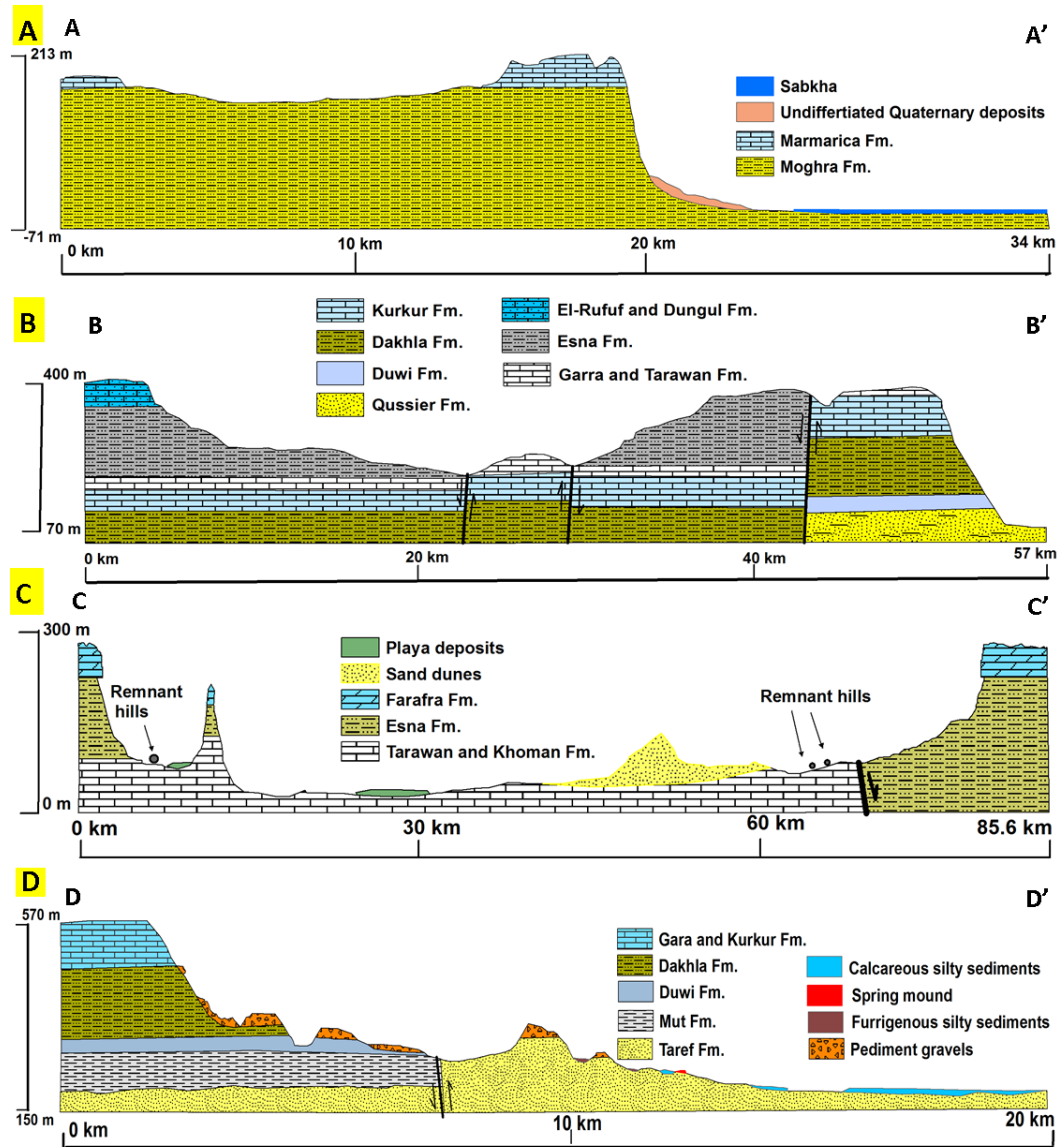 A A A’
213 m
-71 m
Sabkha
Undiffertiated Quaternary deposits
Marmarica Fm.
Moghra Fm.
0 km 10 km 20 km 34 km
B B B’
Kurkur Fm. El-Rufuf and Dungul Fm.
Dakhla Fm. Esna Fm.
Duwi Fm. Garra and Tarawan Fm.
Qussier Fm.
400 m
70 m
0 km 20 km 40 km 57 km
C C C’
300 m
0 m
Playa deposits
Sand dunes
Farafra Fm.
Esna Fm.
Tarawan and Khoman Fm.
Remnant
hills
Remnant hills
0 km 30 km 60 km 85.6 km
D D D’
570 m
150 m
Gara and Kurkur Fm.
Dakhla Fm.
Duwi Fm.
Mut Fm.
Taref Fm.
Calcareous silty sediments
Spring mound
Furrigenous silty sediments
Pediment gravels
0 km 10 km 20 km